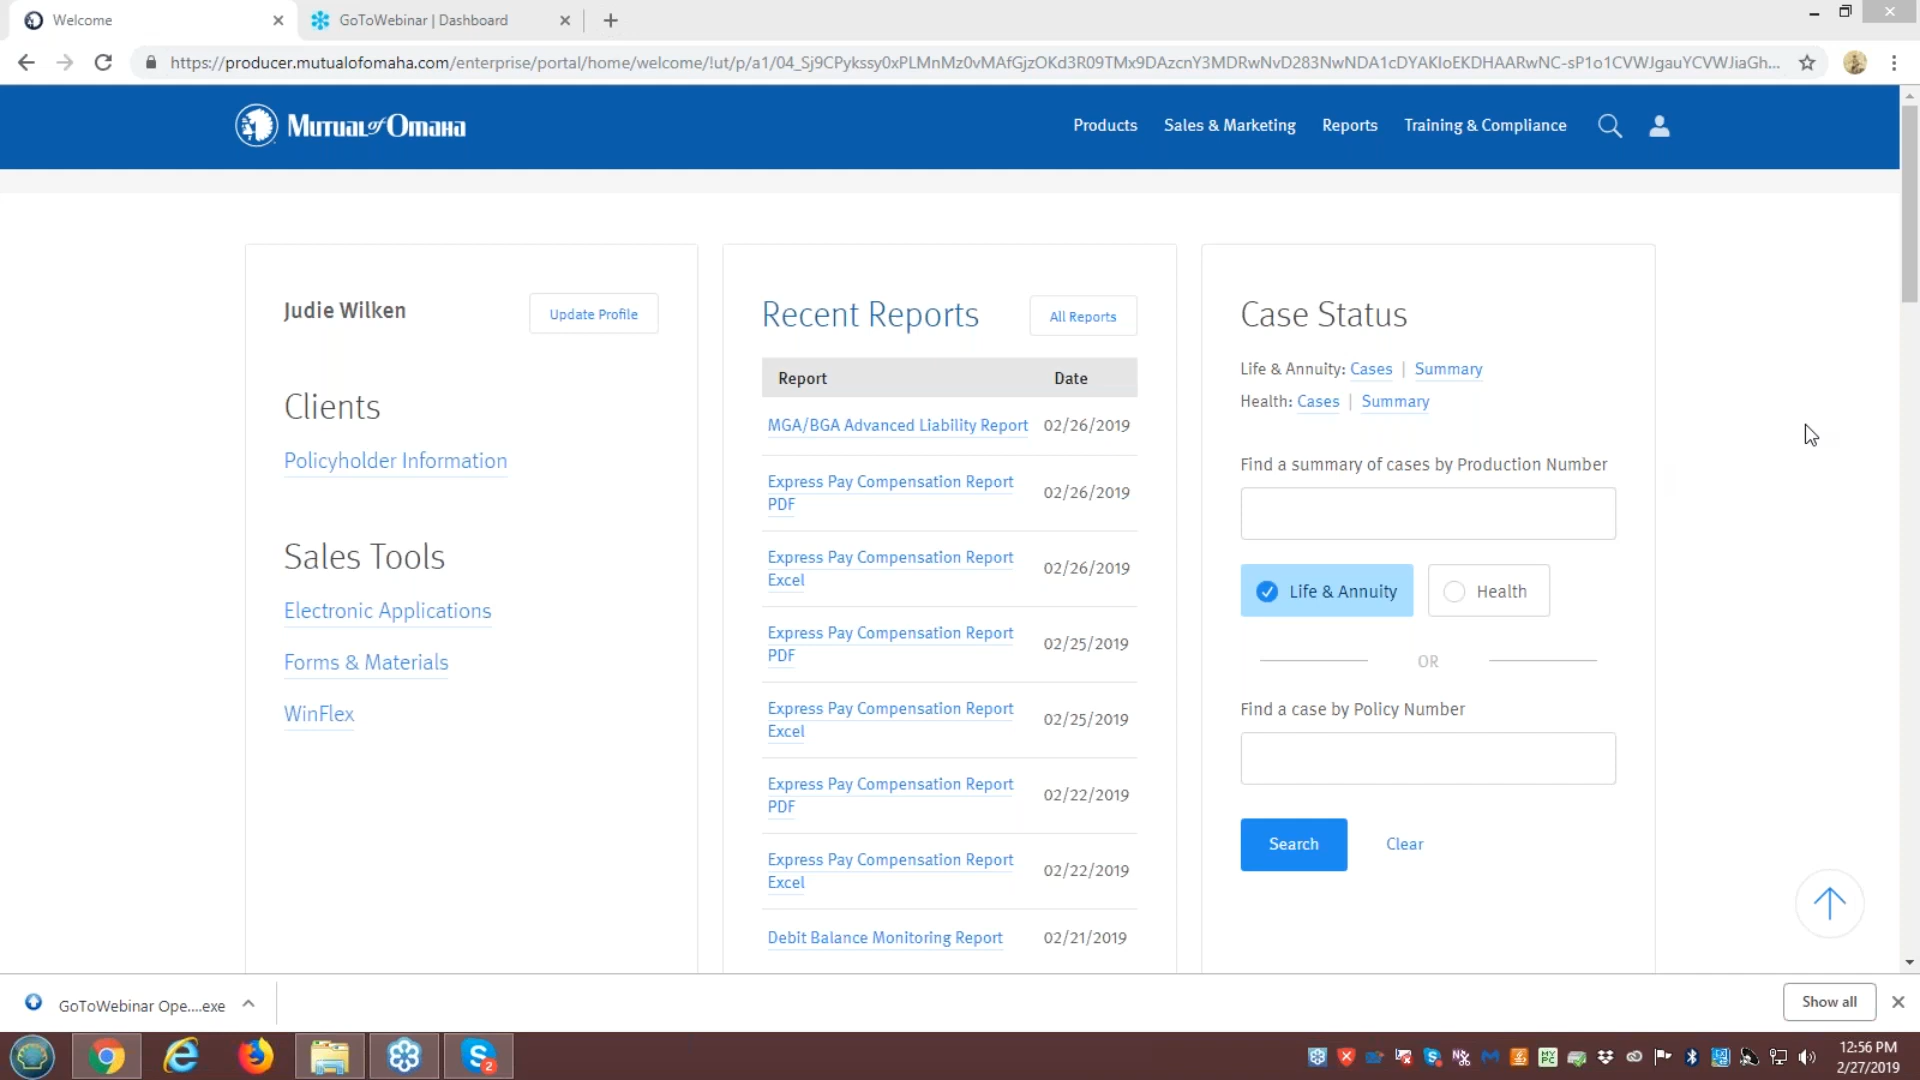 Welcome
GoToWebinar | Dashboard
https://producer.mutualofomaha.com/enterprise/portal/home/welcome/!ut/p/a1/04_Sj9CPykssy0xPLMnMz0vMAfGjzOKd3R09TMx9DAzcnY3MDRwNvD283NwNDA1cDYAKIoEKDHAARwNC-sP1o1CVWJgauYCVWJiaGh...
Mutual of Omaha
Products
Sales & Marketing
Reports
Training & Compliance
Judie Wilken
Update Profile
Clients
Policyholder Information
Sales Tools
Electronic Applications
Forms & Materials
WinFlex
Recent Reports
All Reports
Report Date
MGA/BGA Advanced Liability Report 02/26/2019
Express Pay Compensation Report
PDF
02/26/2019
Express Pay Compensation Report
Excel
02/26/2019
Express Pay Compensation Report
PDF
02/25/2019
Express Pay Compensation Report
Excel
02/25/2019
Express Pay Compensation Report
PDF
02/22/2019
Express Pay Compensation Report
Excel
02/22/2019
Debit Balance Monitoring Report 02/21/2019
Case Status
Life & Annuity: Cases | Summary
Health: Cases | Summary
Find a summary of cases by Production Number
Life & Annuity
Health
OR
Find a case by Policy Number
Search
Clear
GoToWebinar Ope....exe
Show all
12:56 PM
2/27/2019